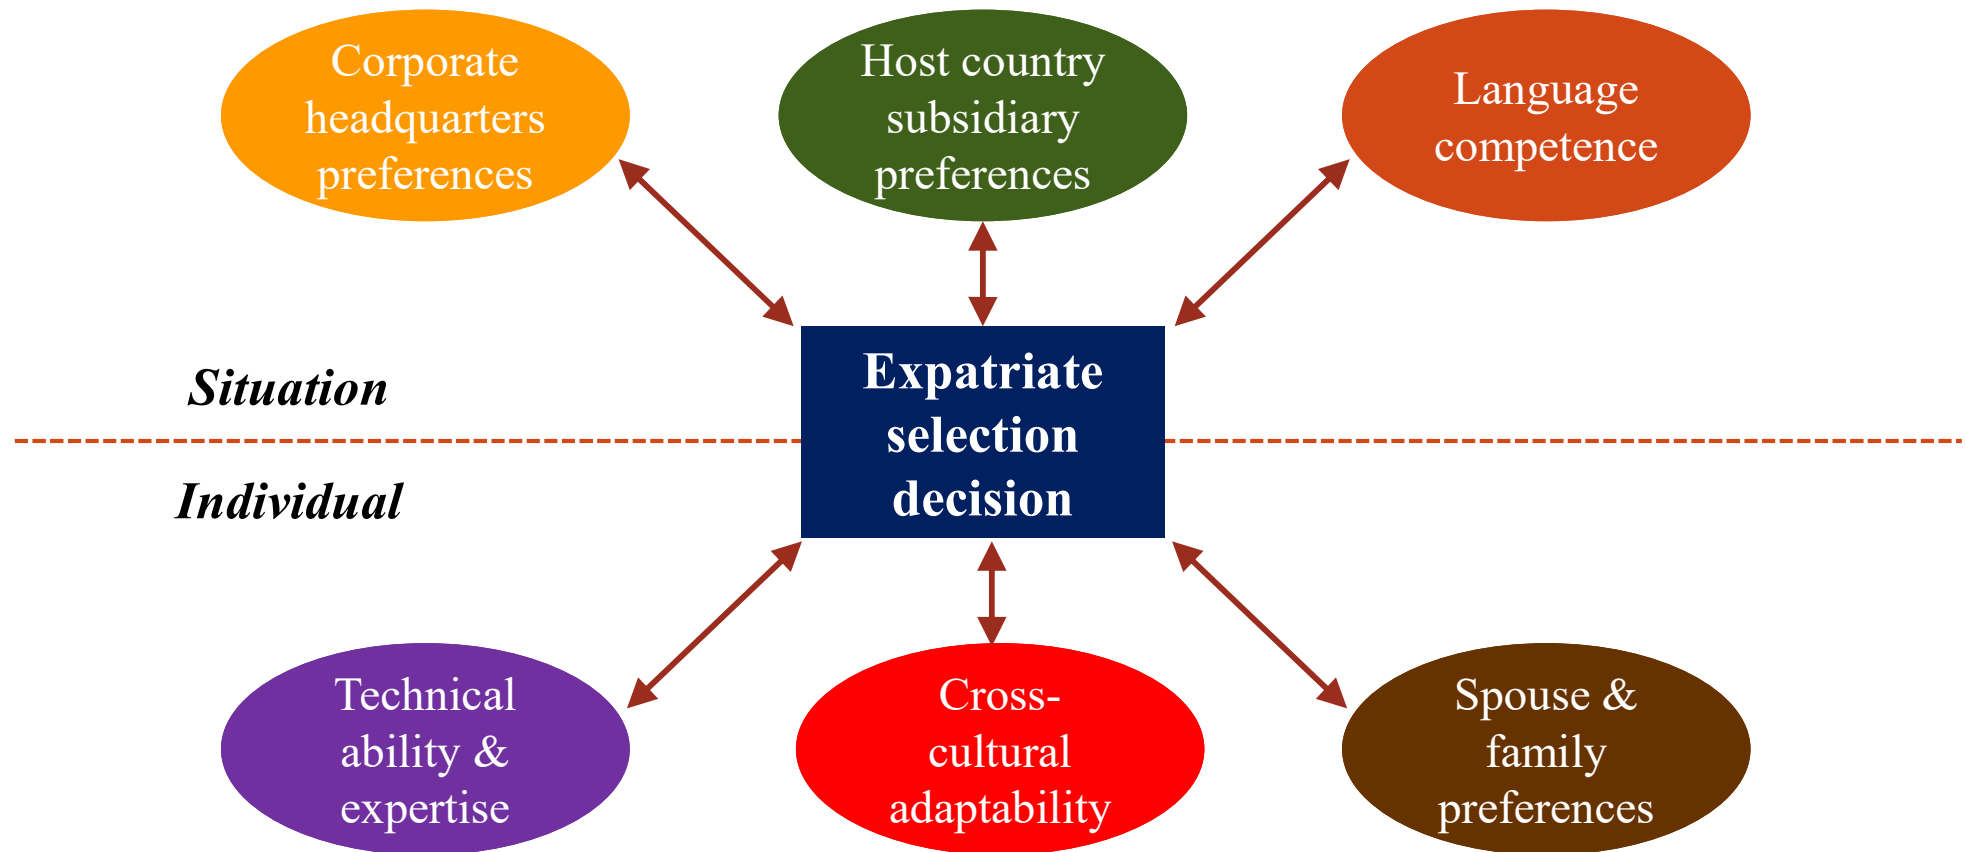 Corporate
headquarters
preferences
Host country
subsidiary
preferences
Language
competence
Expatriate
selection
decision
Situation
Individual
Technical
ability &
expertise
Cross-
cultural
adaptability
Spouse &
family
preferences